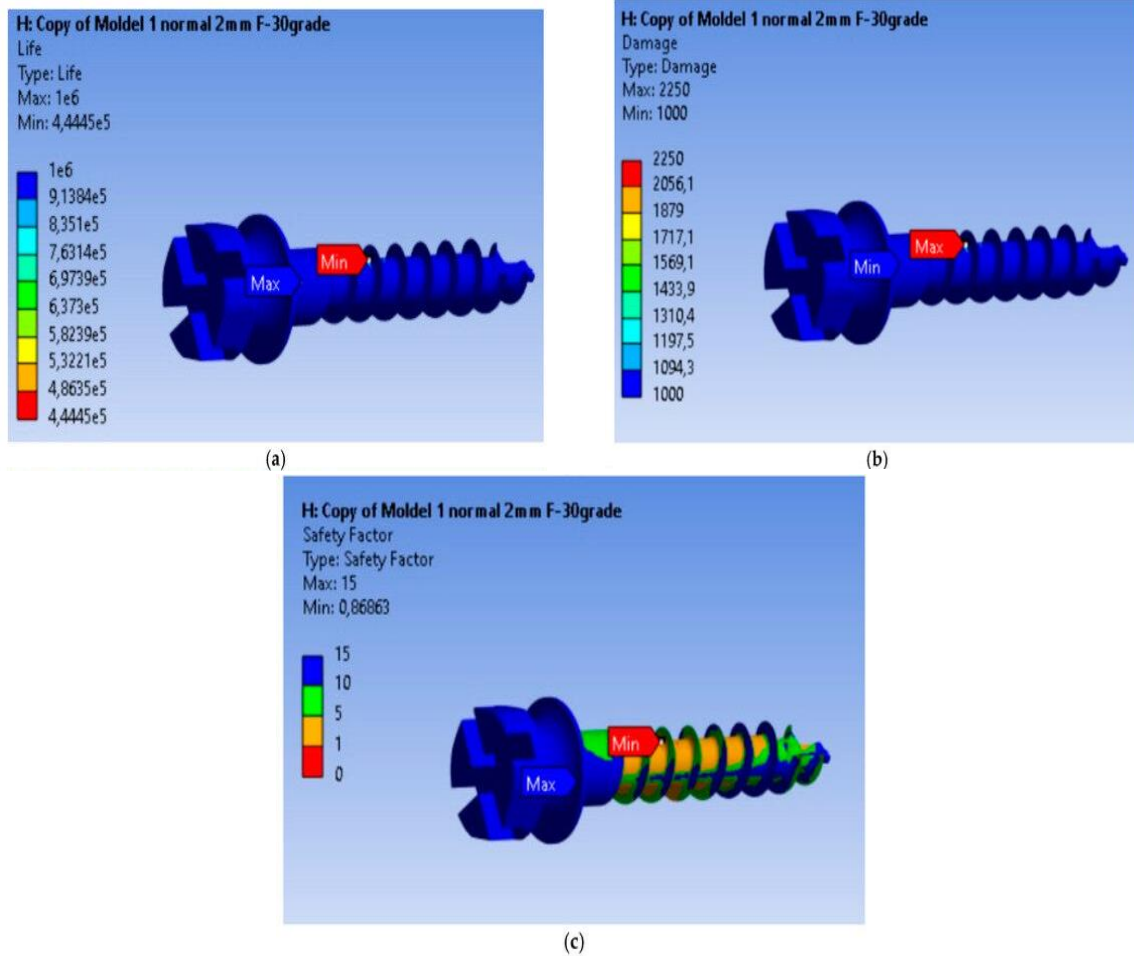 H: Copy of Moldel 1 normal 2mm F-30grade
Life
Type: Life
Max: 1e6
Min: 4,4445e5
1e6
9,1384e5
8,351e5
7,6314e5
6,9739e5
6,373e5
5,8239e5
5,3221e5
4,8635e5
4,4445e5
Min
Max
(a)
H: Copy of Moldel 1 normal 2mm F-30grade
Damage
Type: Damage
Max: 2250
Min: 1000
2250
2056,1
1879
1717,1
1569,1
1433,9
1310,4
1197,5
1094,3
1000
Max
Min
(b)
H: Copy of Moldel 1 normal 2mm F-30grade
Safety Factor
Type: Safety Factor
Max: 15
Min: 0,86863
15
10
5
1
0
Min
Max
(c)